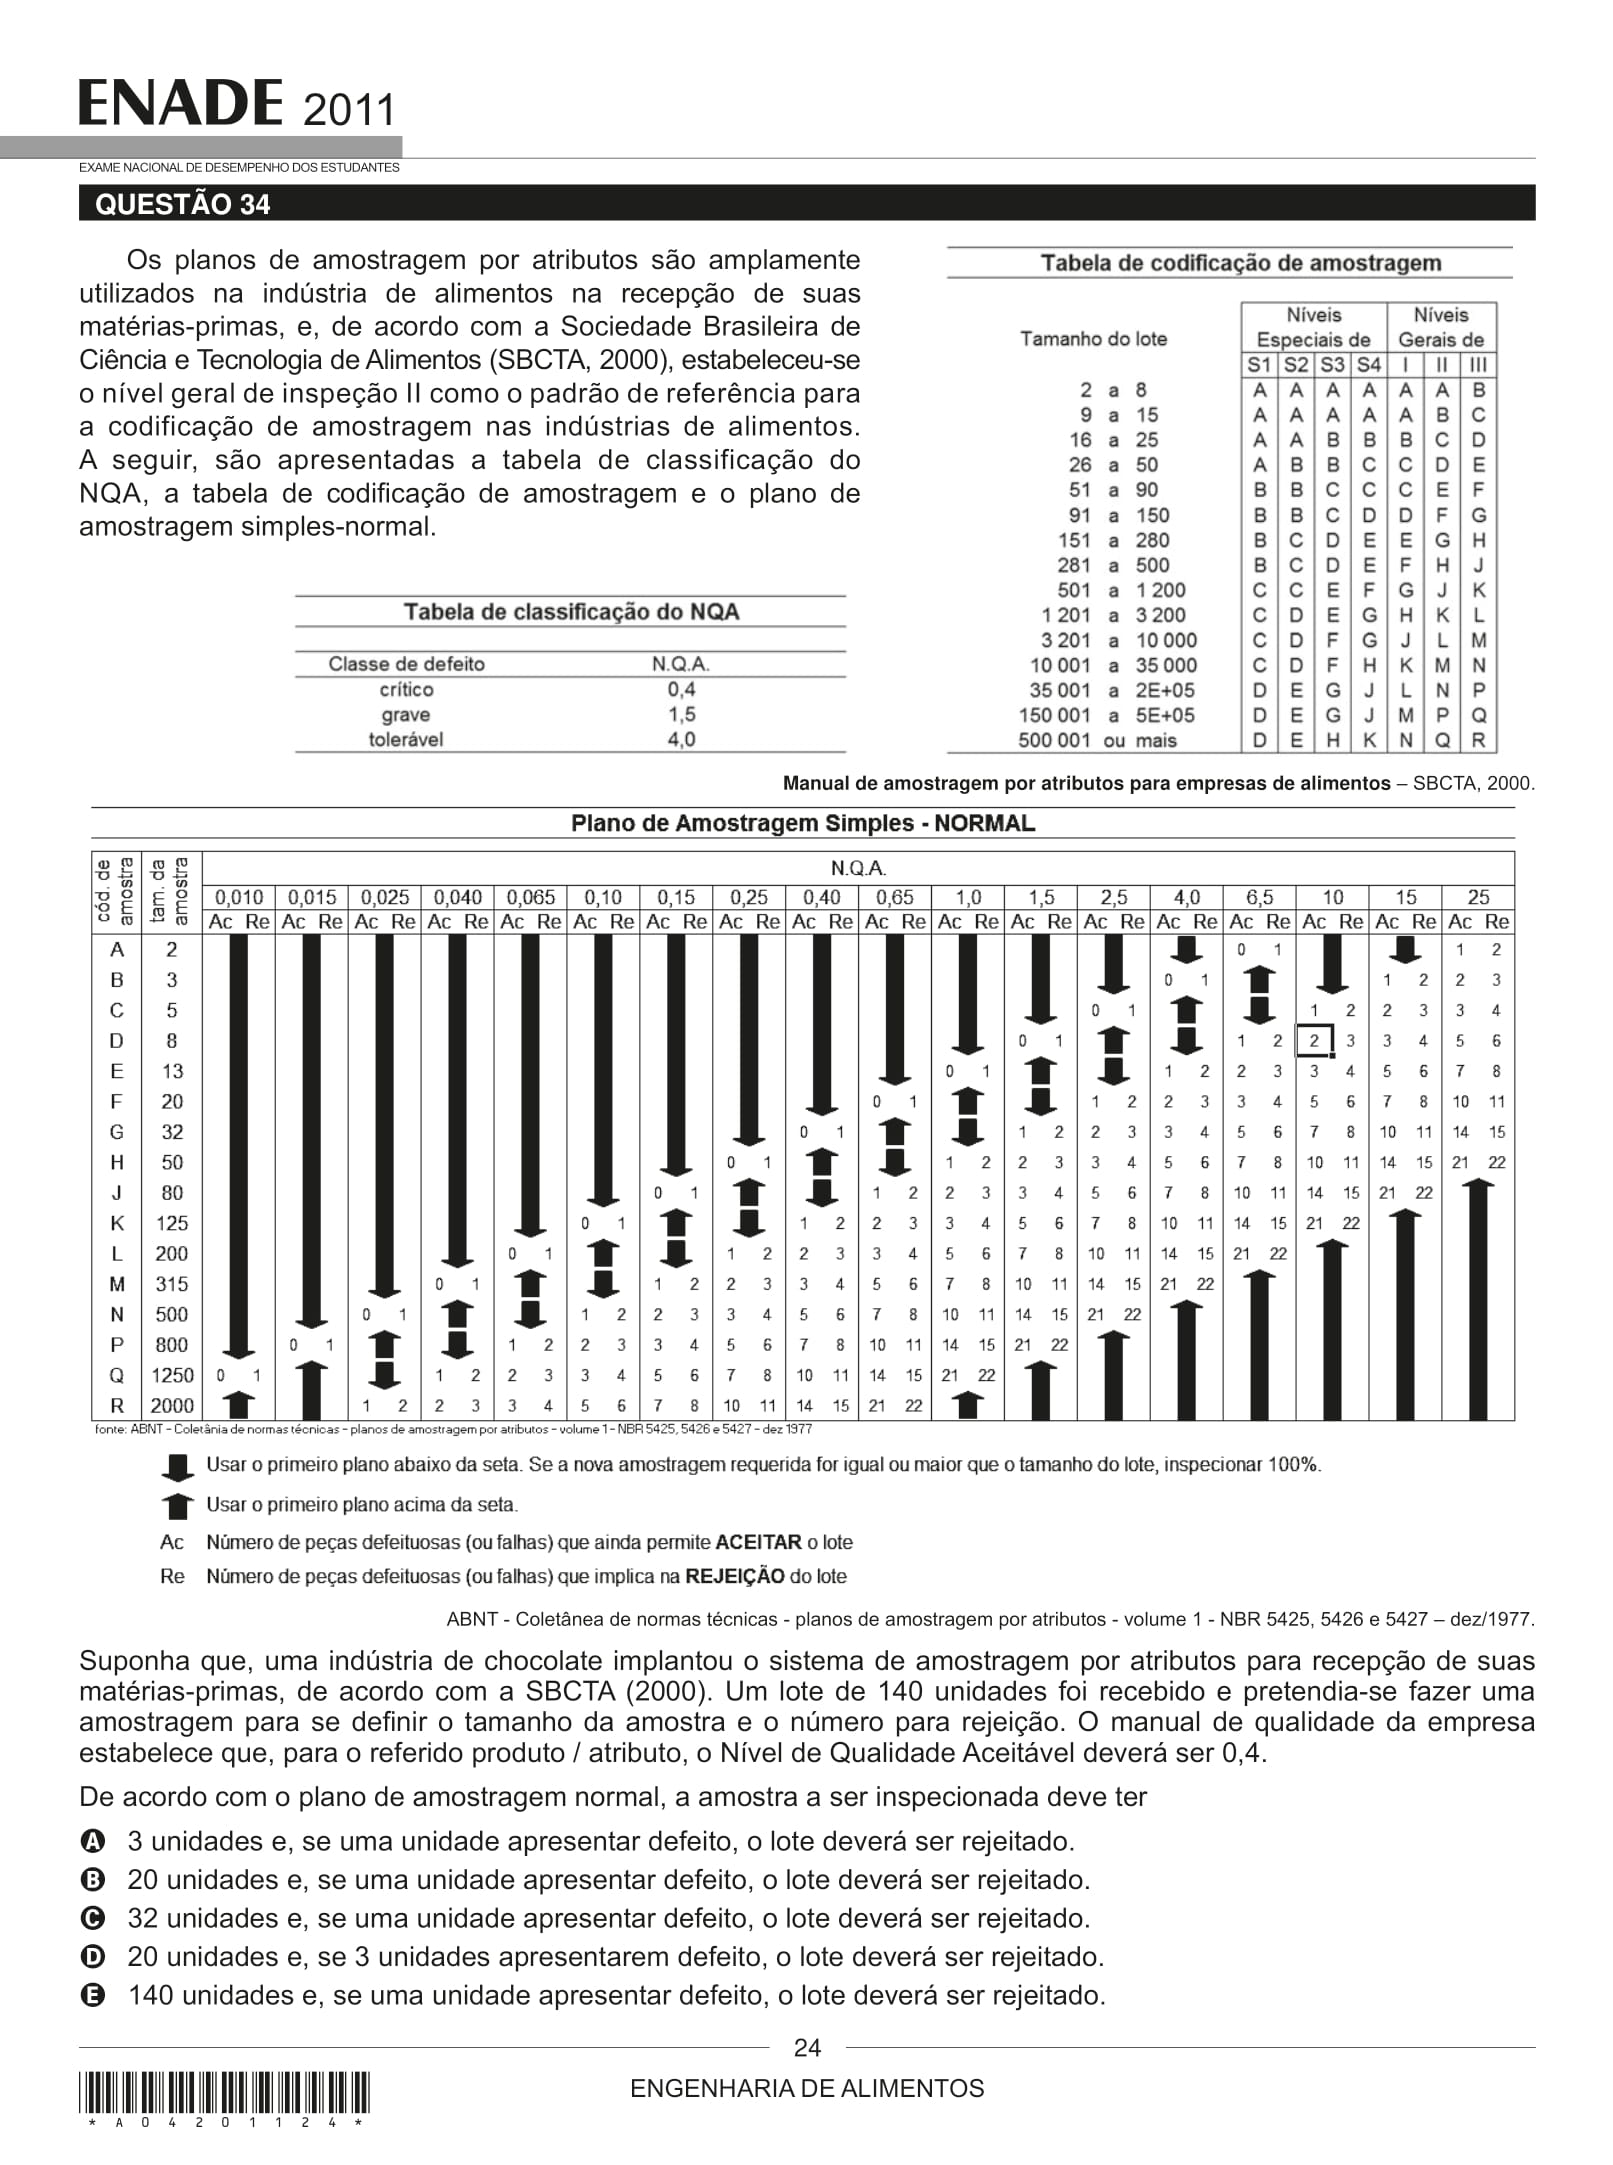 ENADE 2011
EXAME NACIONAL DE DESEMPENHO DOS ESTUDANTES
QUESTÃO 34
Os planos de amostragem por atributos são amplamente
utilizados na indústria de alimentos na recepção de suas
matérias-primas, e, de acordo com a Sociedade Brasileira de
Ciência e Tecnologia de Alimentos (SBCTA, 2000), estabeleceu-se
o nível geral de inspeção II como o padrão de referência para
a codificação de amostragem nas indústrias de alimentos.
A seguir, são apresentadas a tabela de classificação do
NQA, a tabela de codificação de amostragem e o plano de
amostragem simples-normal.
Tabela de classificação do NQA
Classe de defeito N.Q.A.
crítico 0,4
grave 1,5
tolerável 4,0
Tabela de codificação de amostragem
Níveis Níveis
Tamanho do lote Especiais de Gerais de
S1 S2 S3 S4 I II III
2 a 8 A A A A A A B
9 a 15 A A A A A B C
16 a 25 A A B B B C D
26 a 50 A B B C C D E
51 a 90 B B C C C E F
91 a 150 B B C D D F G
151 a 280 B C D E E G H
281 a 500 B C D E F H J
501 a 1 200 C C E F G J K
1 201 a 3 200 C D E G H K L
3 201 a 10 000 C D F G J L M
10 001 a 35 000 C D F H K M N
35 001 a 2E+05 D E G J L N P
150 001 a 5E+05 D E G J M P Q
500 001 ou mais D E H K N Q R
Manual de amostragem por atributos para empresas de alimentos – SBCTA, 2000.
Plano de Amostragem Simples - NORMAL
cód. de amostra tam. da amostra N.Q.A.
0,010 0,015 0,025 0,040 0,065 0,10 0,15 0,25 0,40 0,65 1,0 1,5 2,5 4,0 6,5 10 15 25
Ac Re Ac Re Ac Re Ac Re Ac Re Ac Re Ac Re Ac Re Ac Re Ac Re Ac Re Ac Re Ac Re Ac Re Ac Re Ac Re Ac Re Ac Re
A 2 0 1 1 2
B 3 0 1 1 2 2 3
C 5 0 1 1 2 2 3 3 4
D 8 0 1 1 2 2 3 3 4 5 6
E 13 0 1 1 2 2 3 3 4 5 6 7 8
F 20 0 1 1 2 2 3 3 4 5 6 7 8 10 11
G 32 0 1 1 2 2 3 3 4 5 6 7 8 10 11 14 15
H 50 0 1 1 2 2 3 3 4 5 6 7 8 10 11 14 15 21 22
J 80 0 1 1 2 2 3 3 4 5 6 7 8 10 11 14 15 21 22
K 125 0 1 1 2 2 3 3 4 5 6 7 8 10 11 14 15 21 22
L 200 0 1 1 2 2 3 3 4 5 6 7 8 10 11 14 15 21 22
M 315 0 1 1 2 2 3 3 4 5 6 7 8 10 11 14 15 21 22
N 500 0 1 1 2 2 3 3 4 5 6 7 8 10 11 14 15 21 22
P 800 0 1 1 2 2 3 3 4 5 6 7 8 10 11 14 15 21 22
Q 1250 0 1 1 2 2 3 3 4 5 6 7 8 10 11 14 15 21 22
R 2000 1 2 2 3 3 4 5 6 7 8 10 11 14 15 21 22
fonte: ABNT - Coletânia de normas técnicas - planos de amostragem por atributos - volume 1 - NBR 5425, 5426 e 5427 - dez 1977
Usar o primeiro plano abaixo da seta. Se a nova amostragem requerida for igual ou maior que o tamanho do lote, inspecionar 100%.
Usar o primeiro plano acima da seta.
Ac Número de peças defeituosas (ou falhas) que ainda permite ACEITAR o lote
Re Número de peças defeituosas (ou falhas) que implica na REJEIÇÃO do lote
ABNT - Coletânea de normas técnicas - planos de amostragem por atributos - volume 1 - NBR 5425, 5426 e 5427 – dez/1977.
Suponha que, uma indústria de chocolate implantou o sistema de amostragem por atributos para recepção de suas
matérias-primas, de acordo com a SBCTA (2000). Um lote de 140 unidades foi recebido e pretendia-se fazer uma
amostragem para se definir o tamanho da amostra e o número para rejeição. O manual de qualidade da empresa
estabelece que, para o referido produto / atributo, o Nível de Qualidade Aceitável deverá ser 0,4.
De acordo com o plano de amostragem normal, a amostra a ser inspecionada deve ter
A 3 unidades e, se uma unidade apresentar defeito, o lote deverá ser rejeitado.
B 20 unidades e, se uma unidade apresentar defeito, o lote deverá ser rejeitado.
C 32 unidades e, se uma unidade apresentar defeito, o lote deverá ser rejeitado.
D 20 unidades e, se 3 unidades apresentarem defeito, o lote deverá ser rejeitado.
E 140 unidades e, se uma unidade apresentar defeito, o lote deverá ser rejeitado.
24
ENGENHARIA DE ALIMENTOS
* A 0 4 2 0 1 1 2 4 *